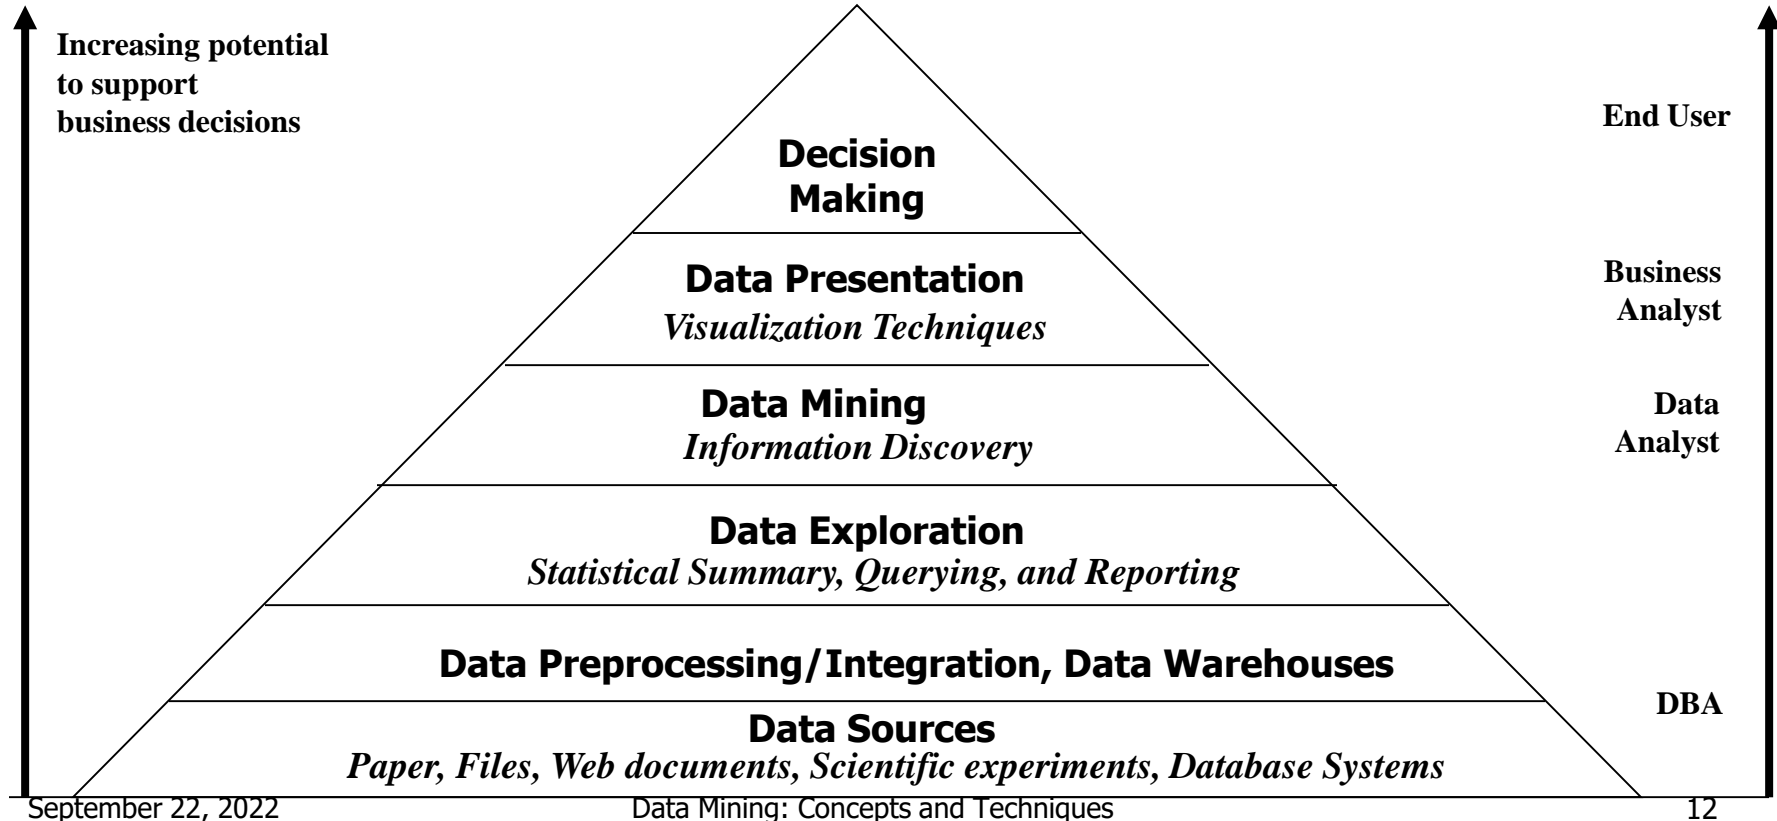 Increasing potential
to support
business decisions
End User
Decision
Making
Data Presentation
Visualization Techniques
Business
Analyst
Data Mining
Information Discovery
Data
Analyst
Data Exploration
Statistical Summary, Querying, and Reporting
Data Preprocessing/Integration, Data Warehouses
DBA
Data Sources
Paper, Files, Web documents, Scientific experiments, Database Systems
September 22, 2022
Data Mining: Concepts and Techniques
12